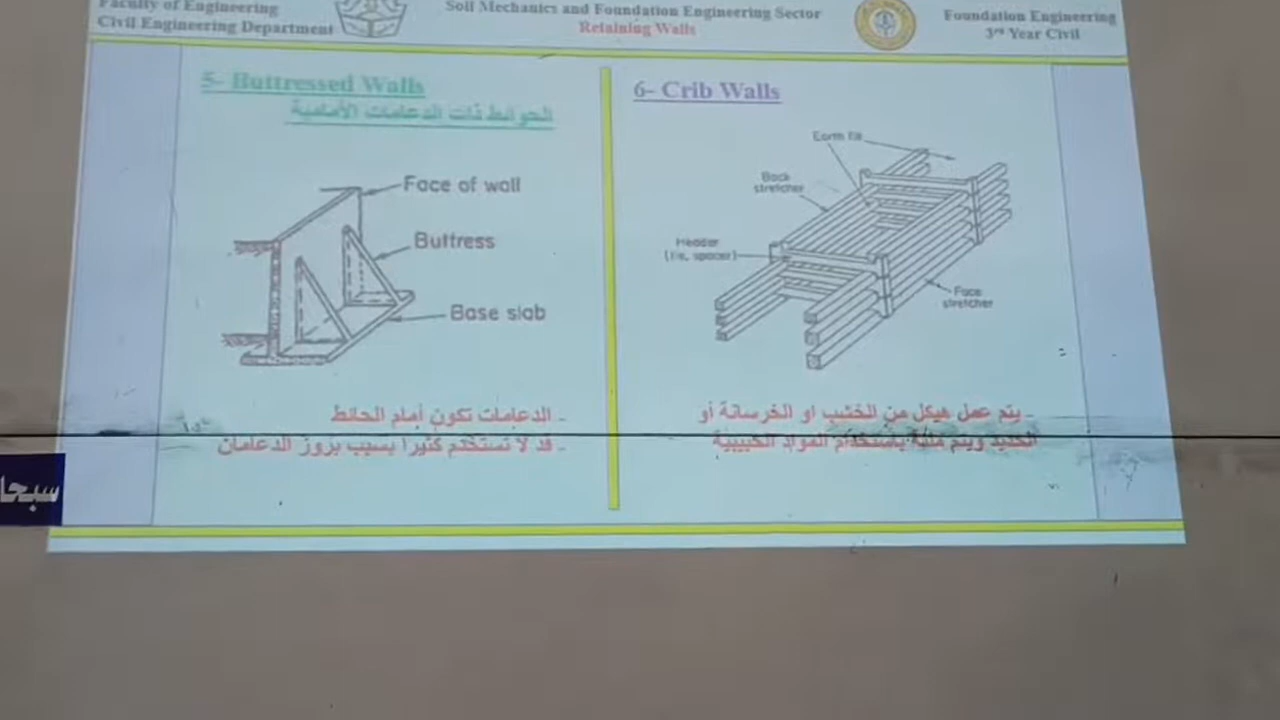 Faculty of Engineering
Civil Engineering Department
Soil Mechanics and Foundation Engineering Sector
Retaining Walls
Foundation Engineering
3rd Year Civil
5- Buttressed Walls
الحوائط ذات الدعامات الأمامية
Face of wall
Buttress
Base slab
- الدعامات تكون أمام الحائط
- قد لا تستخدم كثيرا بسبب بروز الدعامات
6- Crib Walls
Earth fill
Back
stretcher
Header
(tie, spacer)
Face
stretcher
- يتم عمل هيكل من الخشب او الخرسانة أو
الحديد ويتم ملئة باستخدام المواد الحبيبية
سبحا